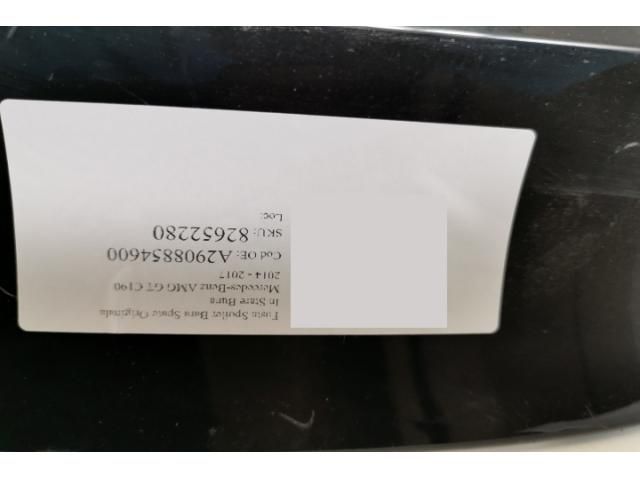 Fusta Spoiler Bara Spate Originala
in Stare Buna
Mercedes-Benz AMG GT C190
2014 - 2017
Cod OE: A2908854600
SKU: 82652280
Loc: